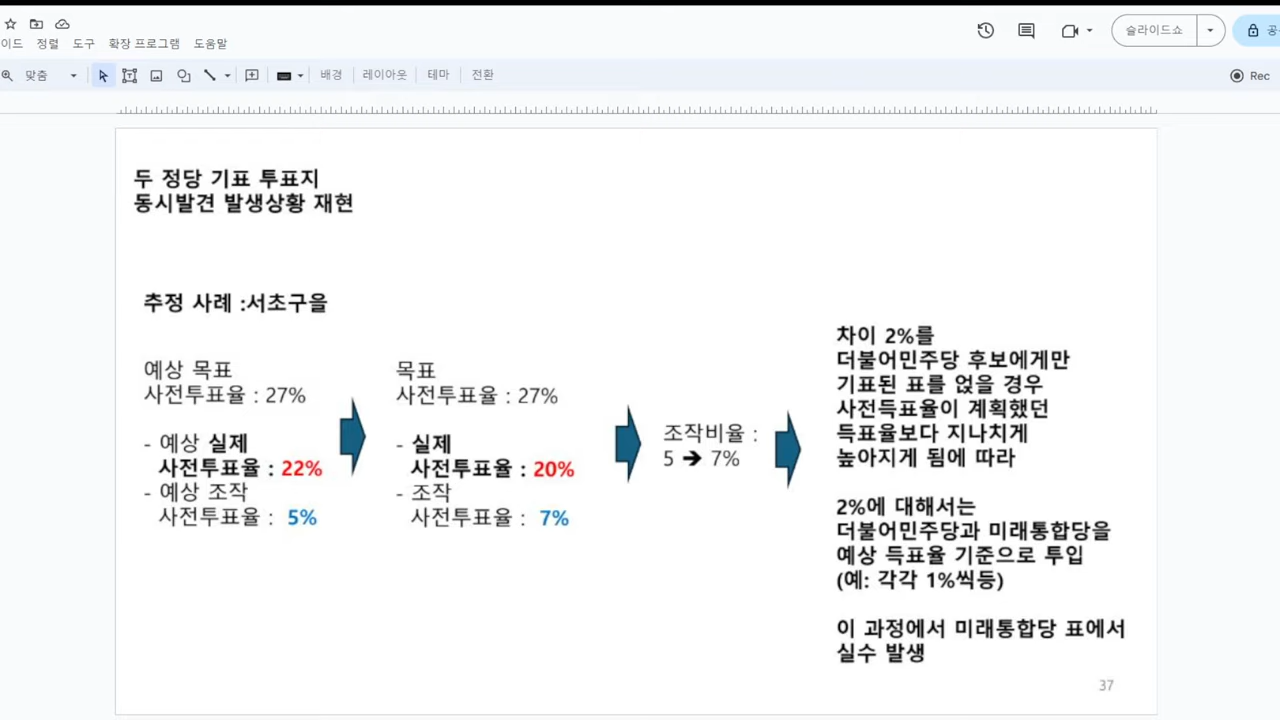 이드 정렬 도구 확장 프로그램 도움말
슬라이드쇼
맞춤
배경 레이아웃 테마 전환
Rec
두 정당 기표 투표지
동시발견 발생상황 재현
추정 사례 :서초구을
예상 목표
사전투표율 : 27%
- 예상 실제
사전투표율 : 22%
- 예상 조작
사전투표율 : 5%
목표
사전투표율 : 27%
- 실제
사전투표율 : 20%
- 조작
사전투표율 : 7%
조작비율 :
5 → 7%
차이 2%를
더불어민주당 후보에게만
기표된 표를 얹을 경우
사전득표율이 계획했던
득표율보다 지나치게
높아지게 됨에 따라
2%에 대해서는
더불어민주당과 미래통합당을
예상 득표율 기준으로 투입
(예: 각각 1%씩등)
이 과정에서 미래통합당 표에서
실수 발생
37